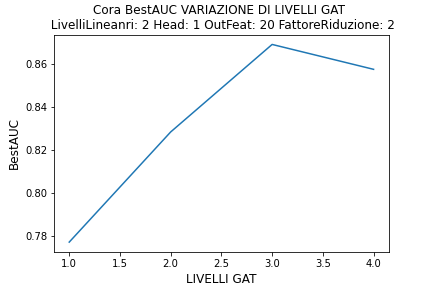 Cora BestAUC VARIAZIONE DI LIVELLI GAT
LivelliLineanri: 2 Head: 1 OutFeat: 20 FattoreRiduzione: 2
BestAUC
0.86
0.84
0.82
0.80
0.78
1.0 1.5 2.0 2.5 3.0 3.5 4.0
LIVELLI GAT